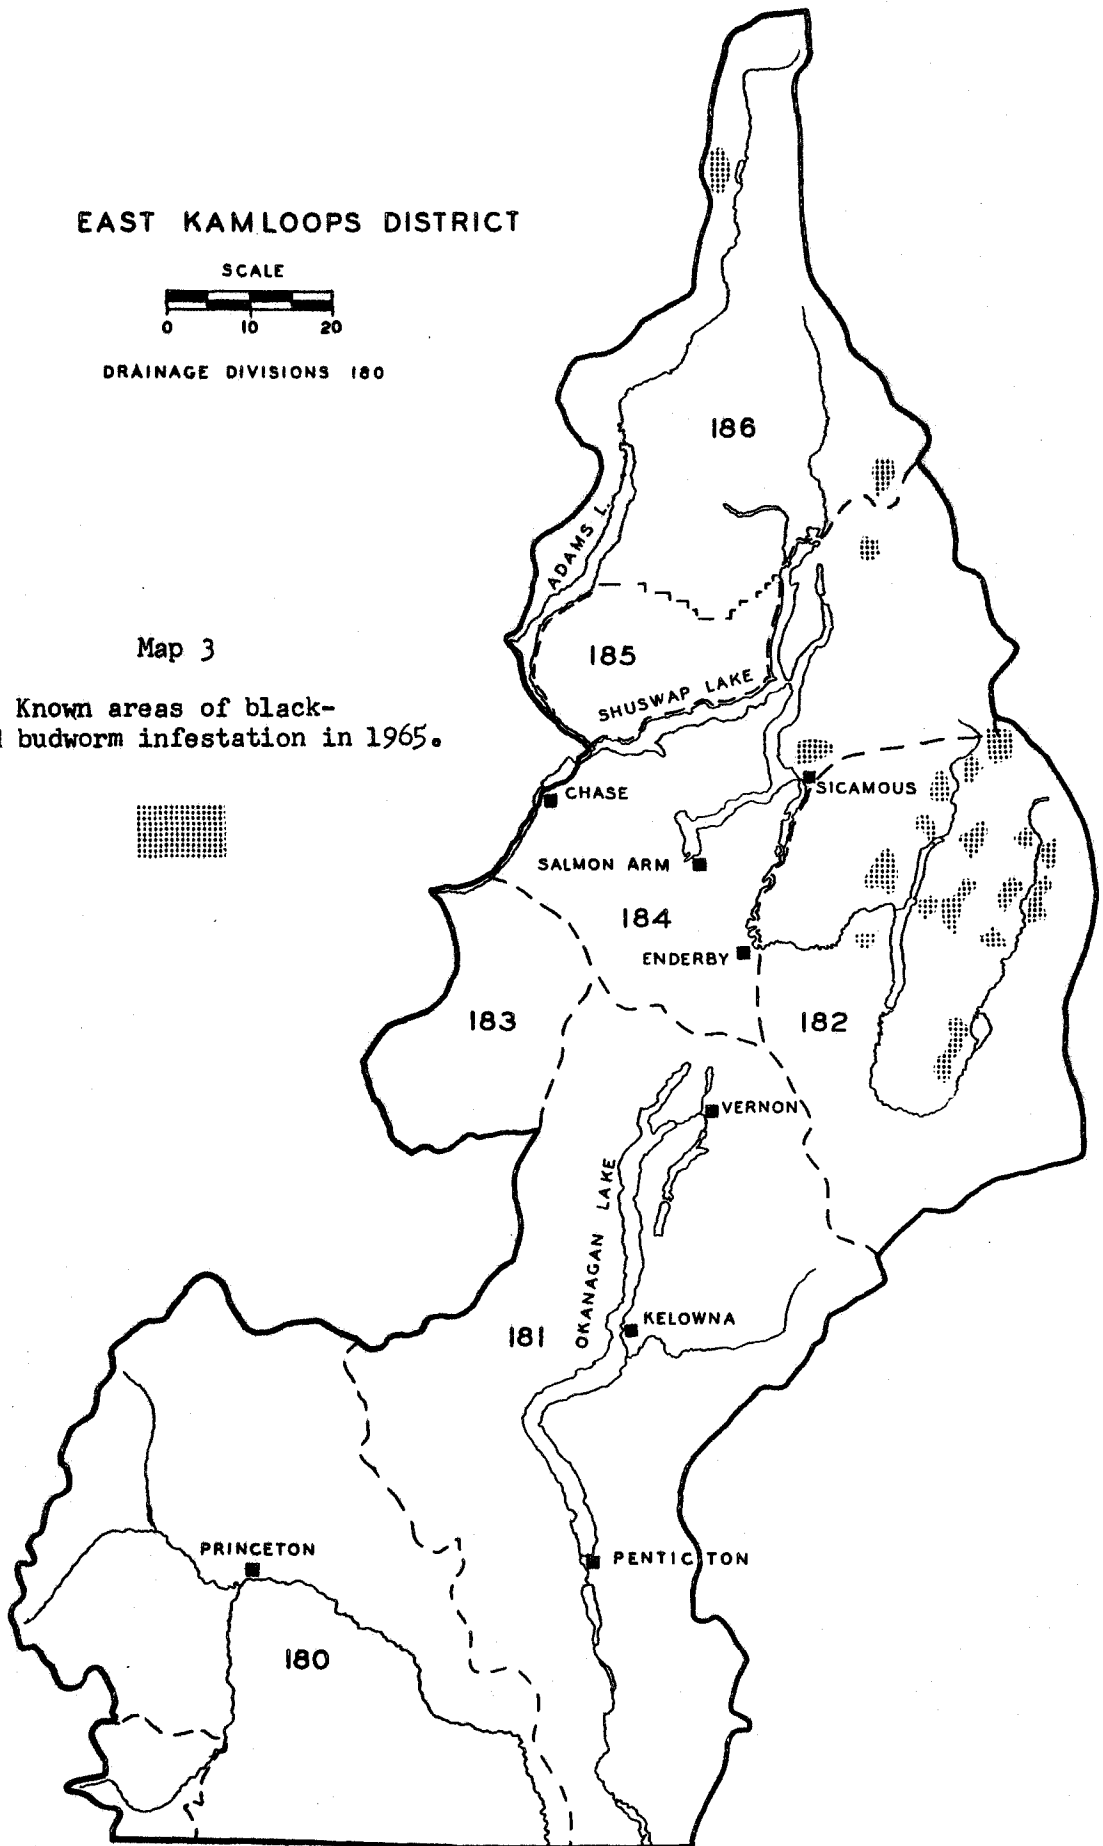 EAST KAMLOOPS DISTRICT
SCALE
0 10 20
DRAINAGE DIVISIONS 180
186
ADAMS L.
Map 3
185
SHUSWAP LAKE
Known areas of black-
budworm infestation in 1965.
SICAMOUS
CHASE
SALMON ARM
184
ENDERBY
183
182
VERNON
OKANAGAN LAKE
KELOWNA
181
PRINCETON
PENTICTON
180